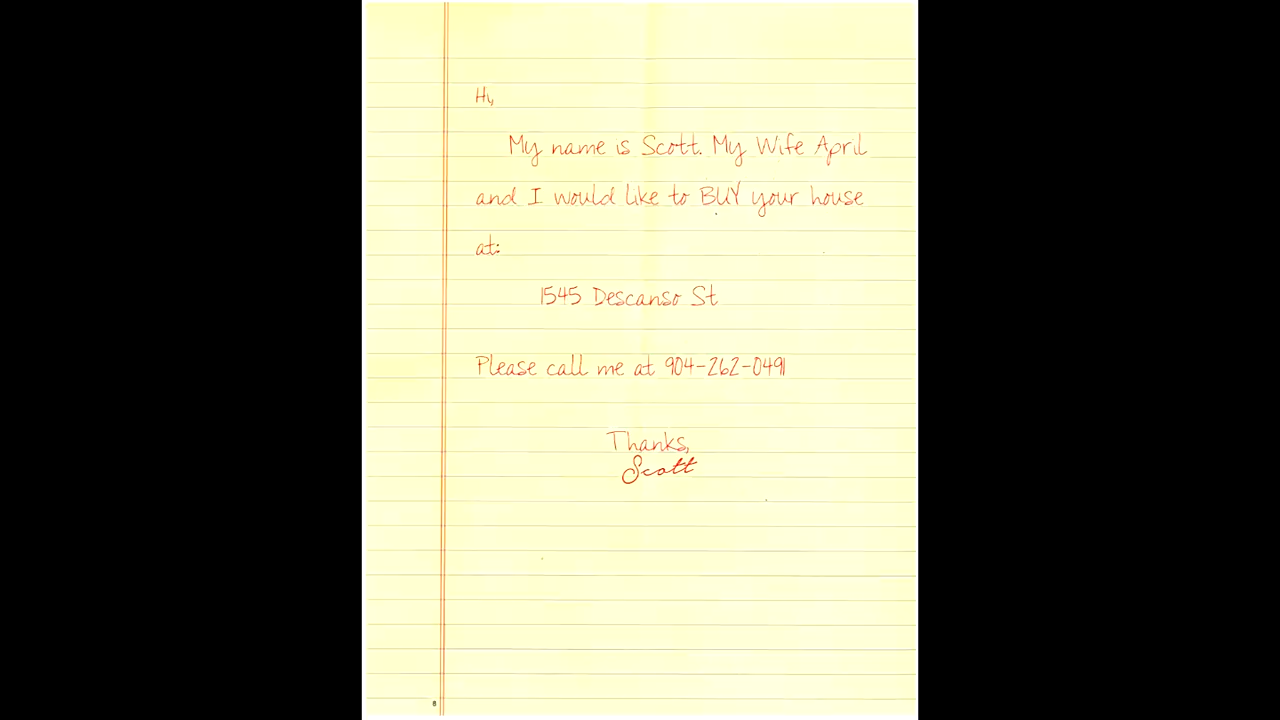 Hi,
My name is Scott. My Wife April
and I would like to BUY your house
at:
1545 Descanso St
Please call me at 904-262-0491
Thanks,
Scott
8